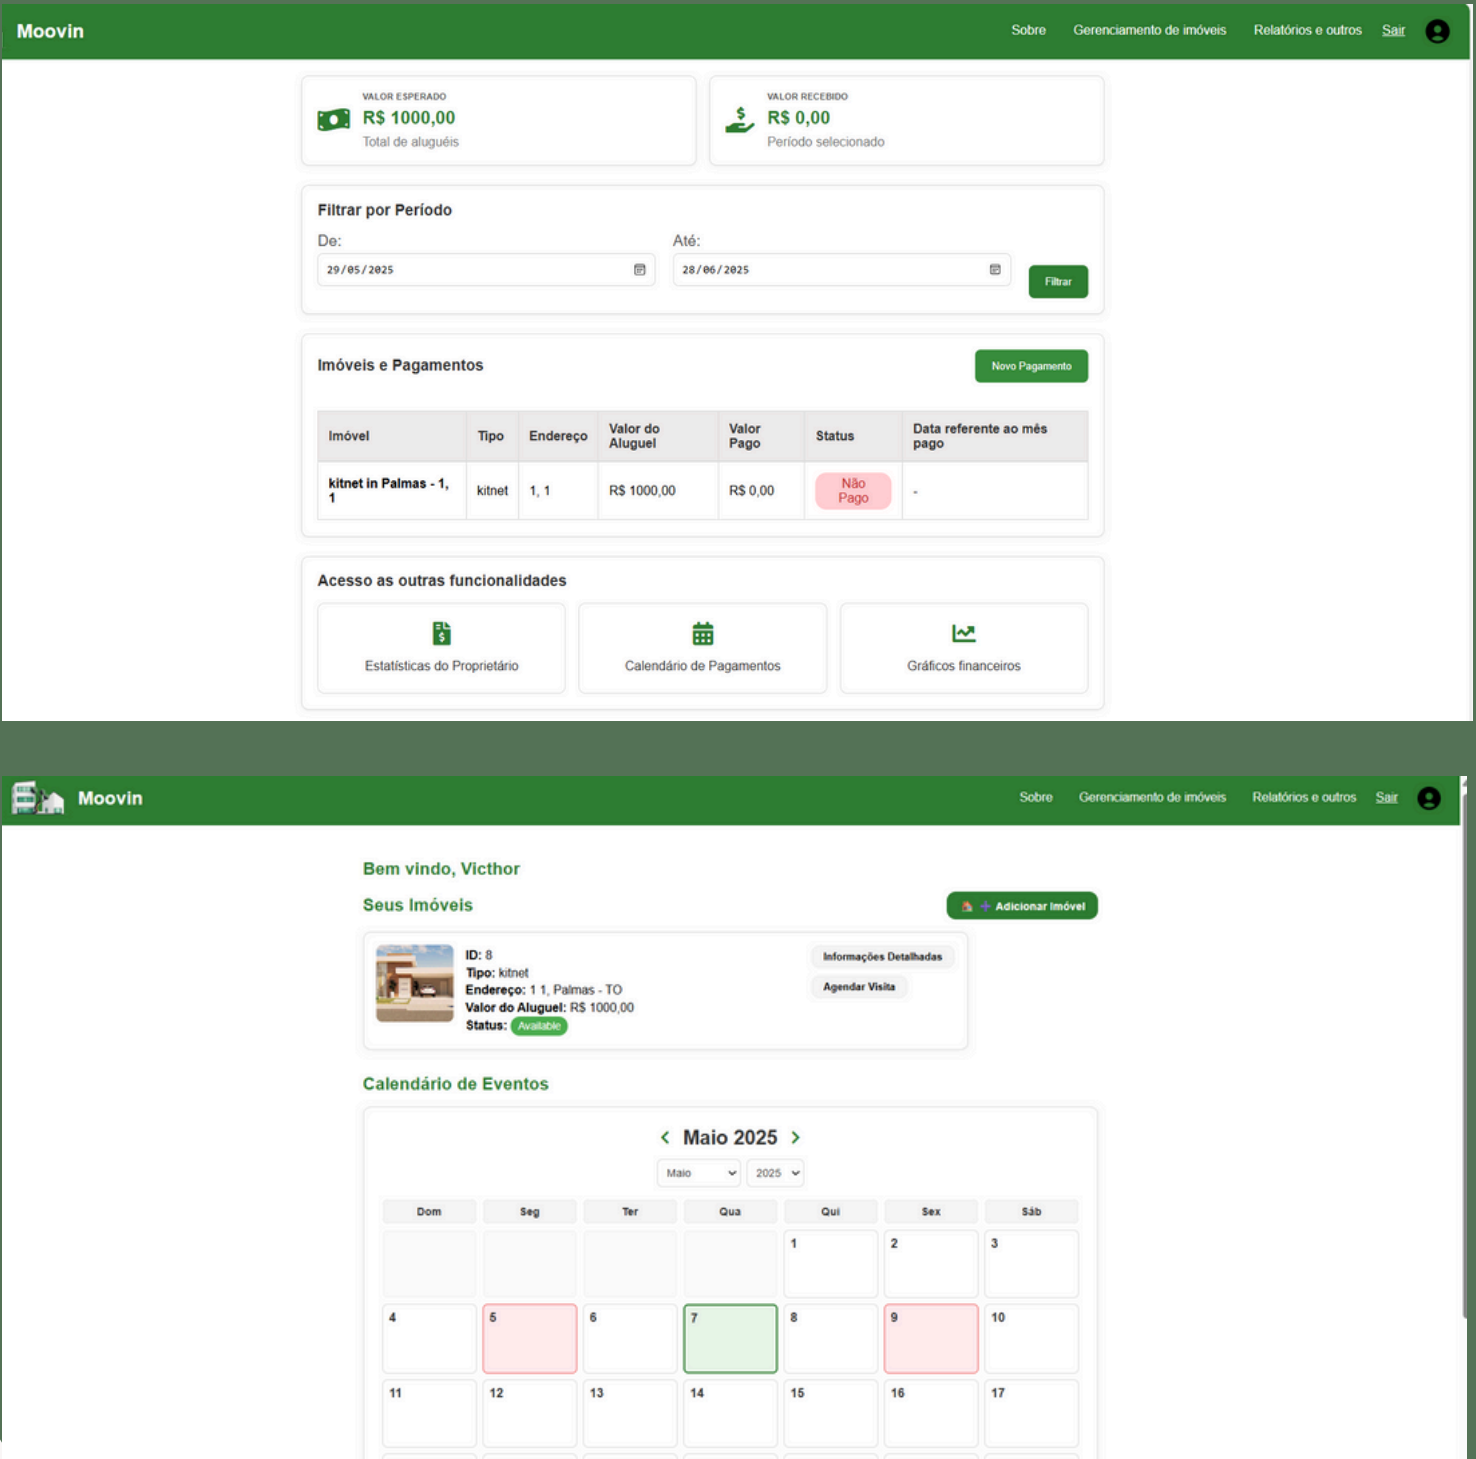 Moovin
Sobre Gerenciamento de imóveis Relatórios e outros Sair
VALOR ESPERADO
R$ 1000,00
Total de aluguéis
VALOR RECEBIDO
R$ 0,00
Período selecionado
Filtrar por Período
De: Até:
29/05/2025 28/06/2025
Filtrar
Imóveis e Pagamentos
Novo Pagamento
Imóvel Tipo Endereço Valor do Aluguel Valor Pago Status Data referente ao mês pago
kitnet in Palmas - 1, 1 kitnet 1, 1 R$ 1000,00 R$ 0,00 Não Pago -
Acesso as outras funcionalidades
Estatísticas do Proprietário Calendário de Pagamentos Gráficos financeiros
Moovin
Sobre Gerenciamento de imóveis Relatórios e outros Sair
Bem vindo, Victhor
Seus Imóveis
Adicionar Imóvel
ID: 8
Tipo: kitnet
Endereço: 1 1, Palmas - TO
Valor do Aluguel: R$ 1000,00
Status: Available
Informações Detalhadas
Agendar Visita
Calendário de Eventos
< Maio 2025 >
Maio 2025
Dom Seg Ter Qua Qui Sex Sáb
1 2 3
4 5 6 7 8 9 10
11 12 13 14 15 16 17